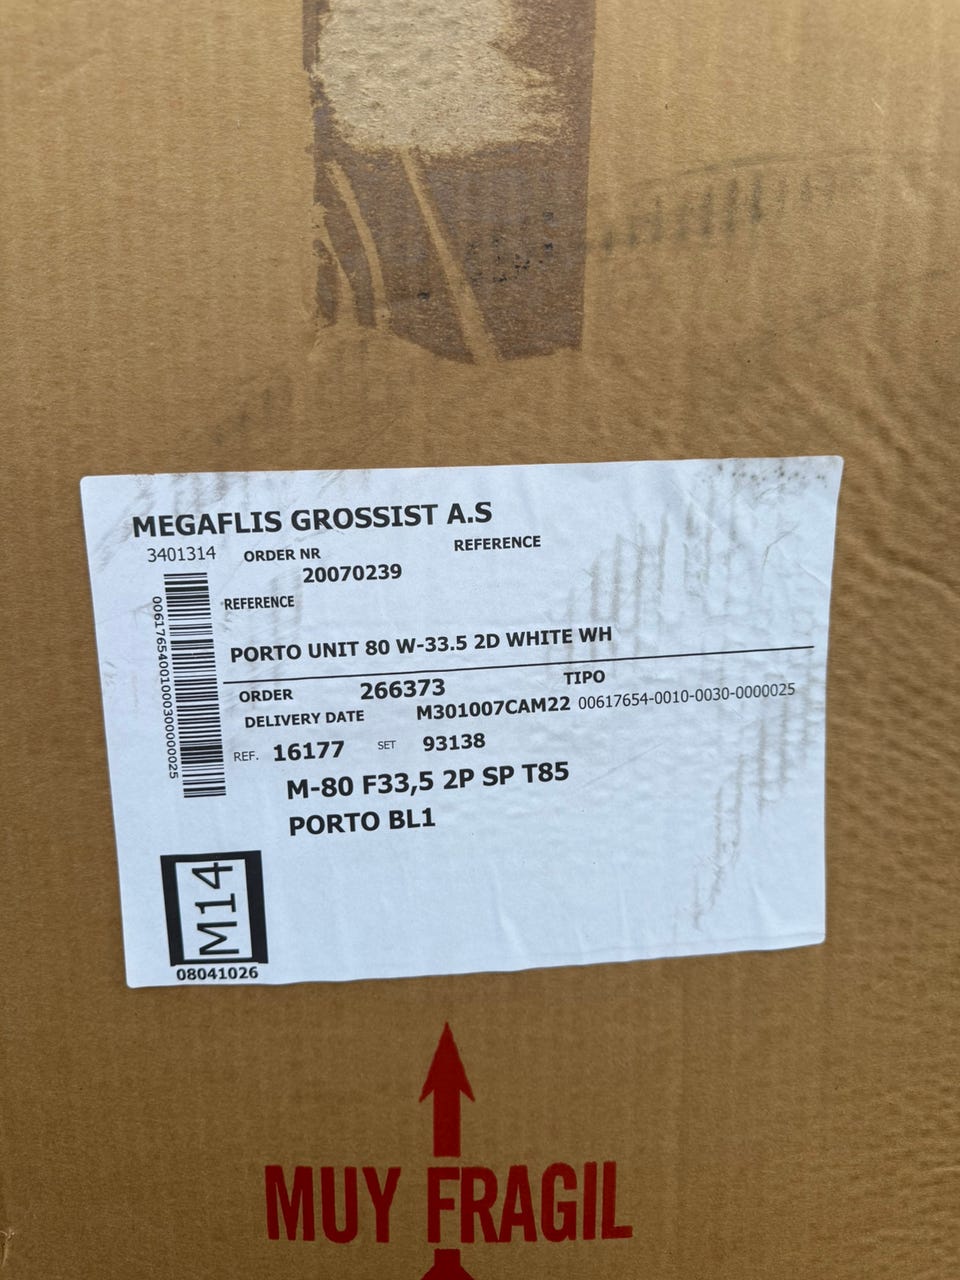 MEGAFLIS GROSSIST A.S
3401314 ORDER NR REFERENCE
20070239
REFERENCE
PORTO UNIT 80 W-33.5 2D WHITE WH
ORDER 266373 TIPO
DELIVERY DATE M301007CAM22 00617654-0010-0030-0000025
REF. 16177 SET 93138
M-80 F33,5 2P SP T85
PORTO BL1
00617654001000300000025
M14
08041026
MUY FRAGIL